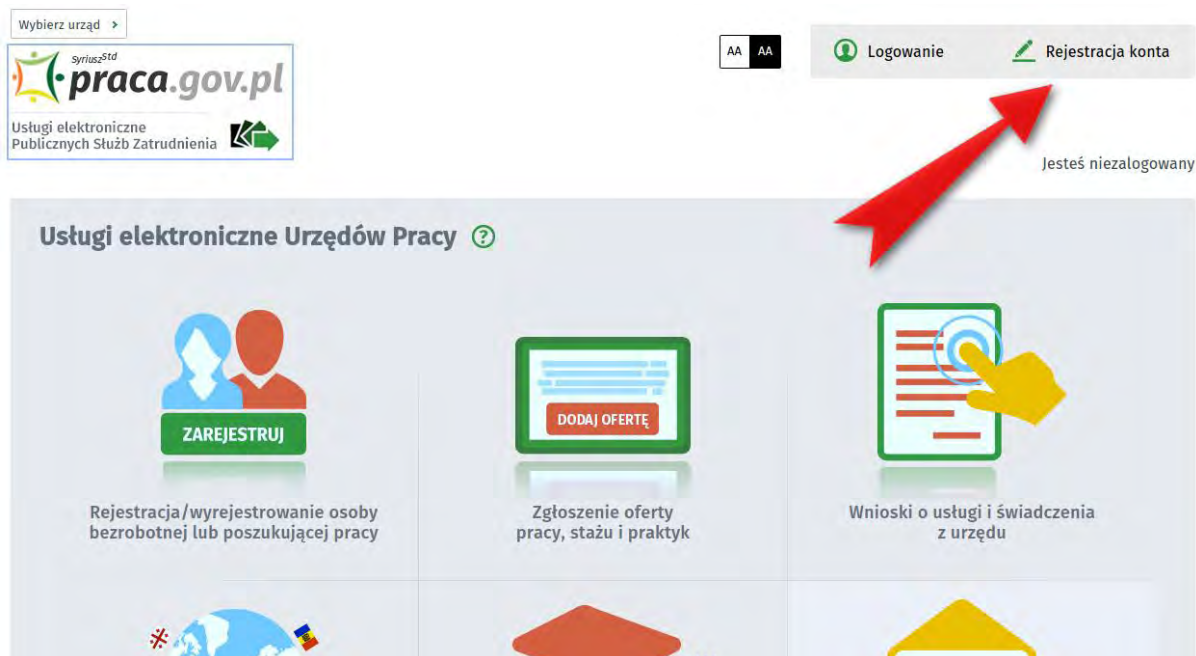 Wybierz urząd >
Syriusz Std
praca.gov.pl
Usługi elektroniczne
Publicznych Służb Zatrudnienia
AA AA
Logowanie
Rejestracja konta
Jesteś niezalogowany
Usługi elektroniczne Urzędów Pracy ?
ZAREJESTRUJ
Rejestracja/wyrejestrowanie osoby
bezrobotnej lub poszukującej pracy
DODAJ OFERTĘ
Zgłoszenie oferty
pracy, stażu i praktyk
Wnioski o usługi i świadczenia
z urzędu